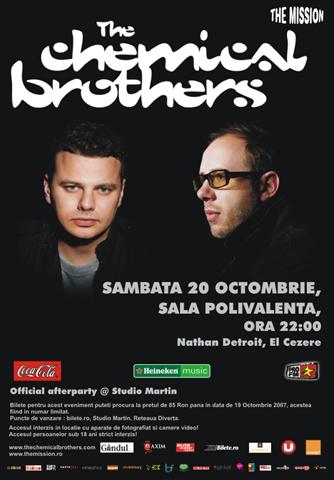 THE MISSION
The
chemical
brothers
SAMBATA 20 OCTOMBRIE,
SALA POLIVALENTA,
ORA 22:00
Nathan Detroit, El Cezere
Coca-Cola
Heineken music
Official afterparty @ Studio Martin
Bilete pentru acest eveniment puteti procura la pretul de 85 Ron pana in data de 19 Octombrie 2007, acestea
fiind in numar limitat.
Puncte de vanzare : bilete.ro, Studio Martin, Reteaua Diverta.
Accesul interzis in locatie cu aparate de fotografiat si camere video!
Accesul persoanelor sub 18 ani strict interzis!
www.thechemicalbrothers.com
www.themission.ro
Gândul
AXIM
Bilete.ro